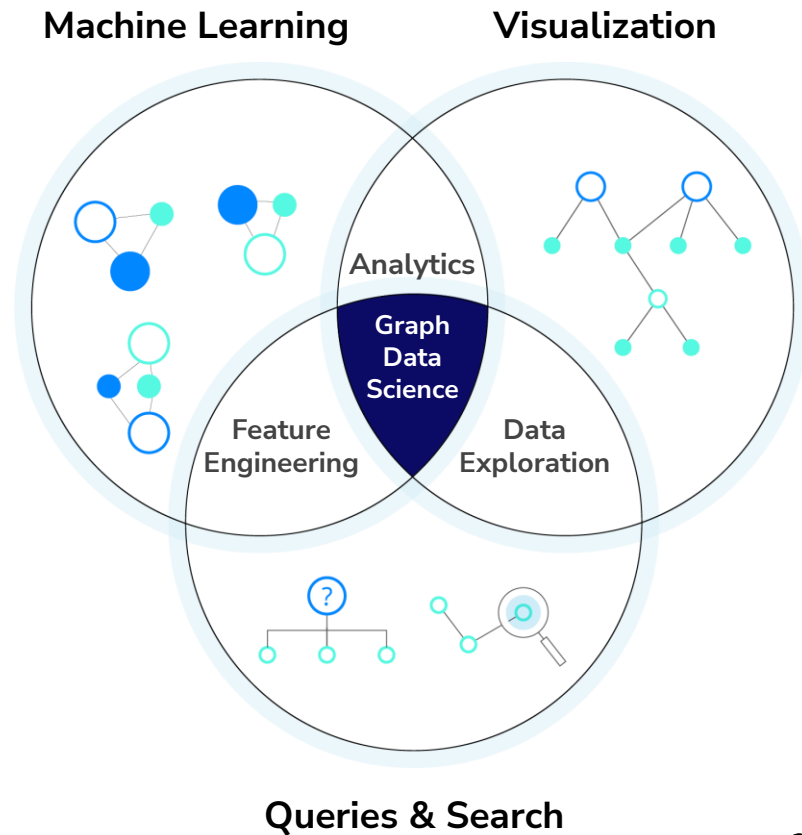 Machine Learning
Visualization
Analytics
Graph
Data
Science
Feature
Engineering
Data
Exploration
?
Queries & Search